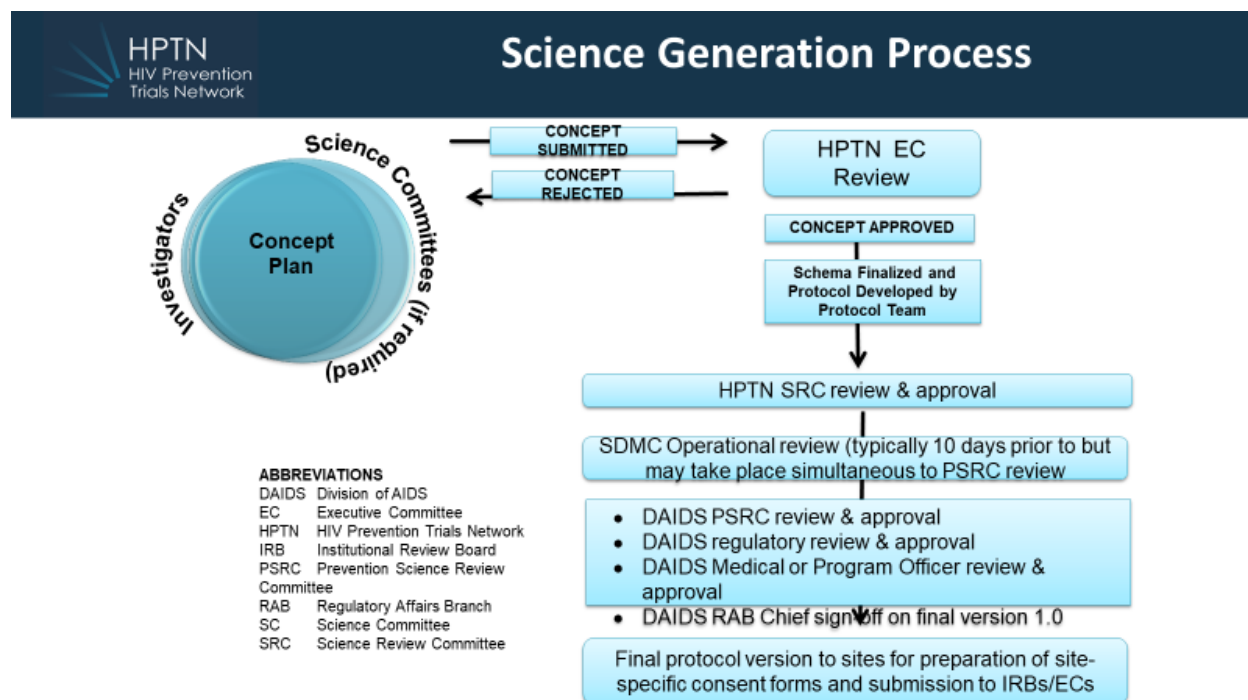 HPTN
HIV Prevention
Trials Network
Science Generation Process
Investigators
Science Committees (if required)
Concept
Plan
CONCEPT
SUBMITTED
CONCEPT
REJECTED
HPTN EC
Review
CONCEPT APPROVED
Schema Finalized and
Protocol Developed by
Protocol Team
HPTN SRC review & approval
SDMC Operational review (typically 10 days prior to but
may take place simultaneous to PSRC review
• DAIDS PSRC review & approval
• DAIDS regulatory review & approval
• DAIDS Medical or Program Officer review &
approval
• DAIDS RAB Chief sign off on final version 1.0
Final protocol version to sites for preparation of site-
specific consent forms and submission to IRBs/ECs
ABBREVIATIONS
DAIDS Division of AIDS
EC Executive Committee
HPTN HIV Prevention Trials Network
IRB Institutional Review Board
PSRC Prevention Science Review
Committee
RAB Regulatory Affairs Branch
SC Science Committee
SRC Science Review Committee